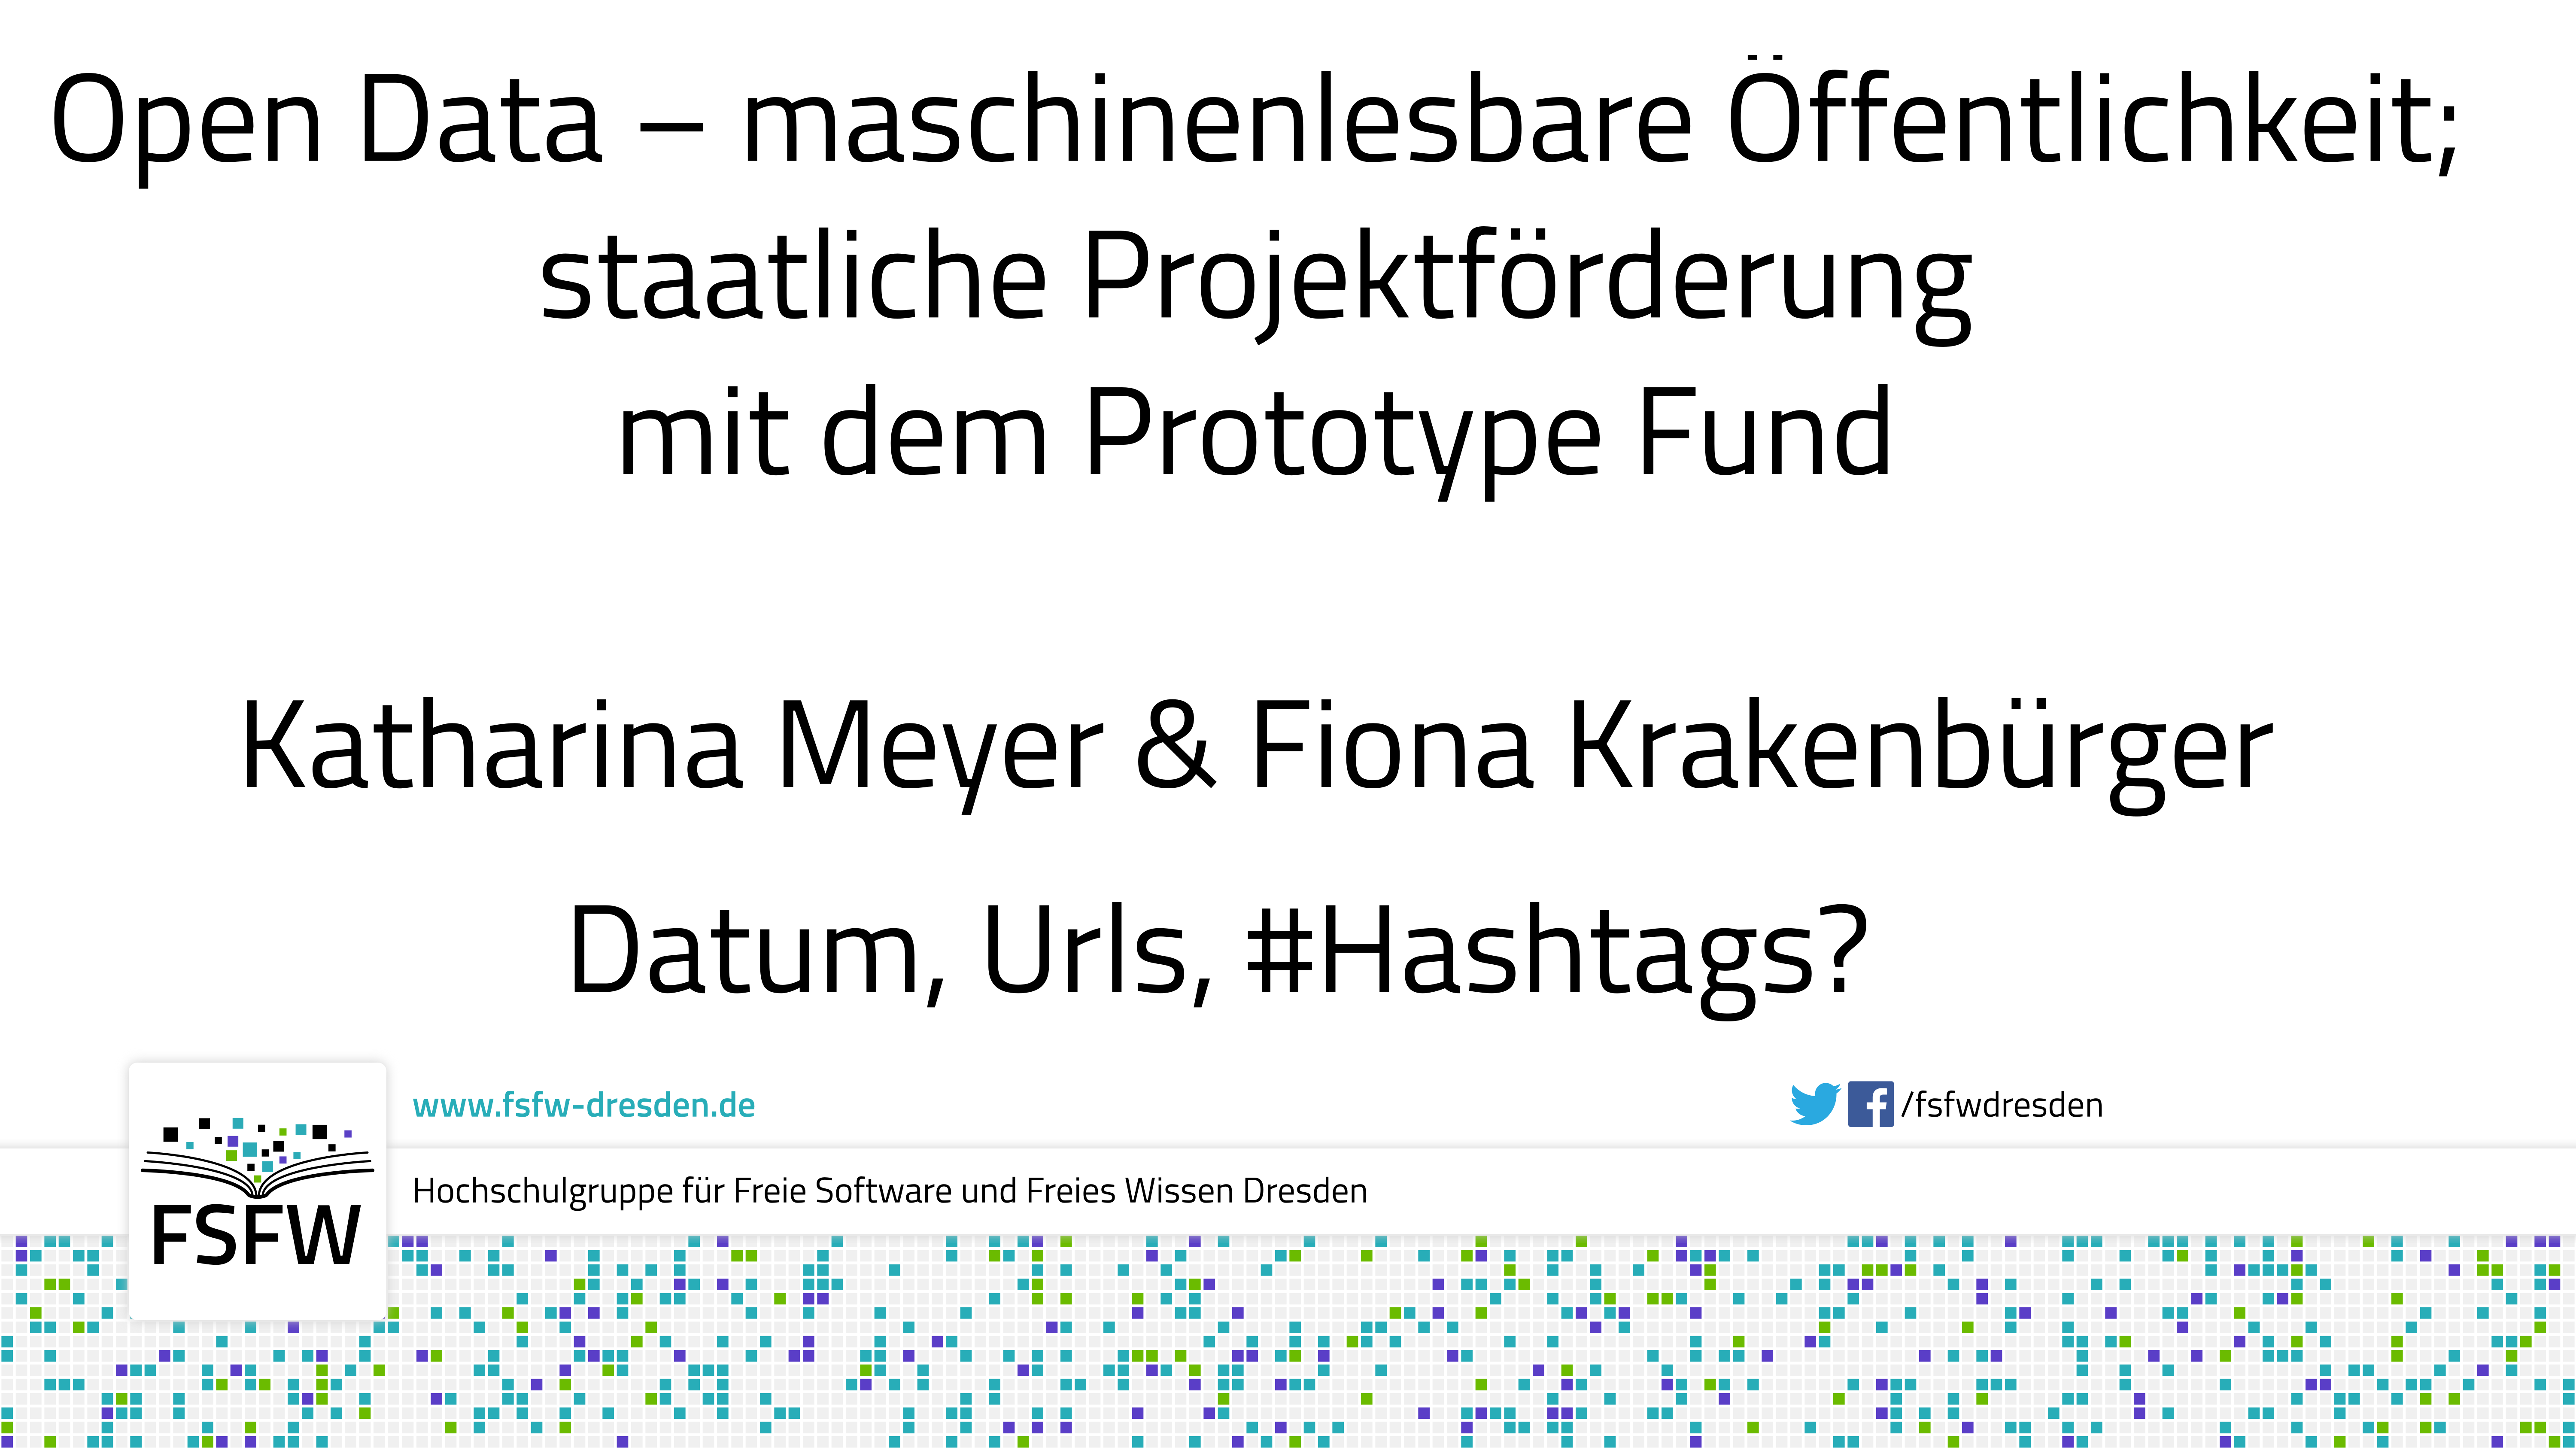 Open Data – maschinenlesbare Öffentlichkeit;
staatliche Projektförderung
mit dem Prototype Fund
Katharina Meyer & Fiona Krakenbürger
Datum, Urls, #Hashtags?
www.fsfw-dresden.de
/fsfwdresden
Hochschulgruppe für Freie Software und Freies Wissen Dresden
FSFW